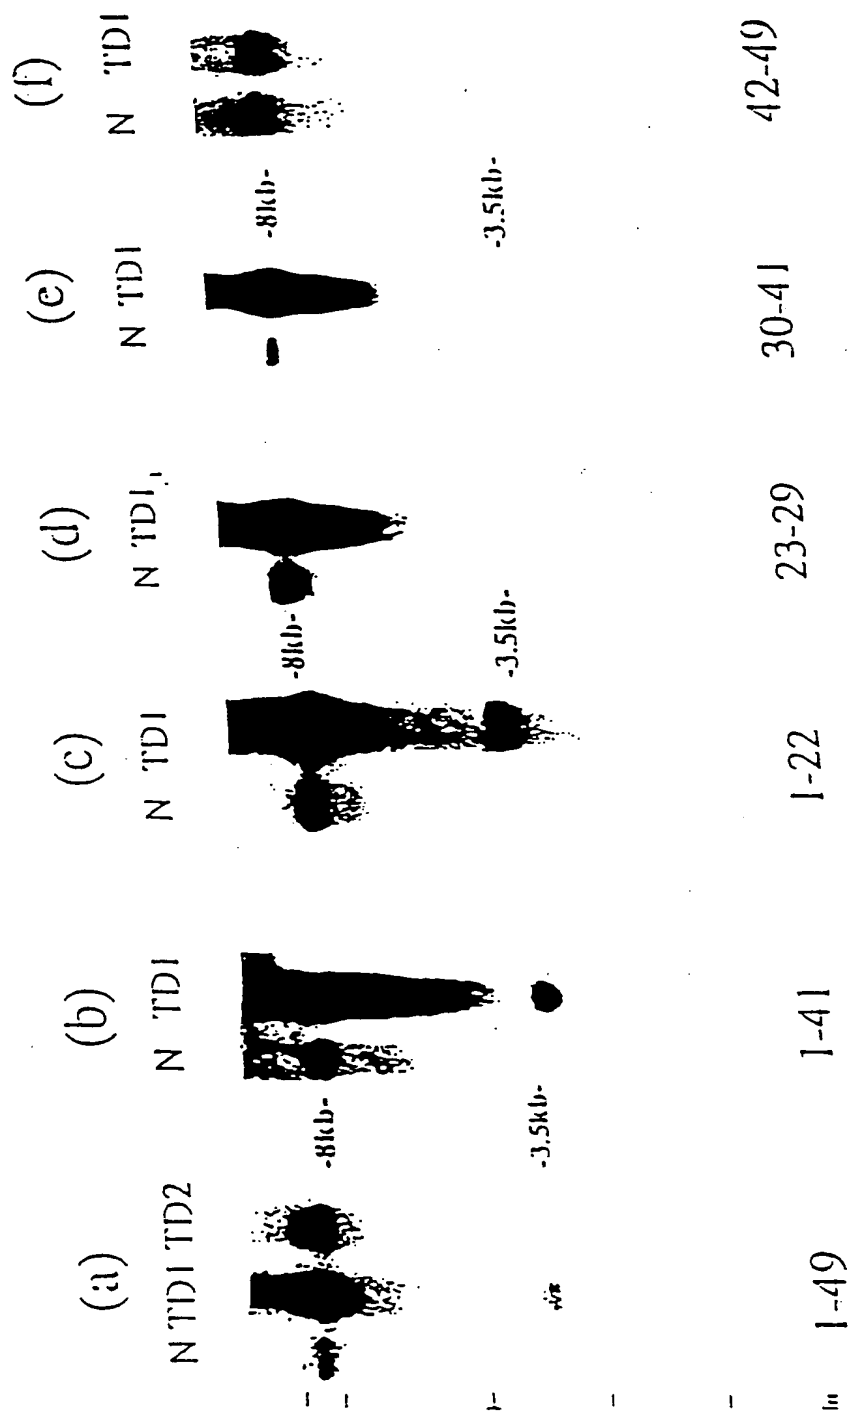 (a) (b) (c) (d) (e) (f)
N TD1 TD2 N TD1 N TD1 N TD1 N TD1 N TD1
-8kb- -8kb- -8kb-
-3.5kb- -3.5kb- -3.5kb-
1-49 1-41 1-22 23-29 30-41 42-49